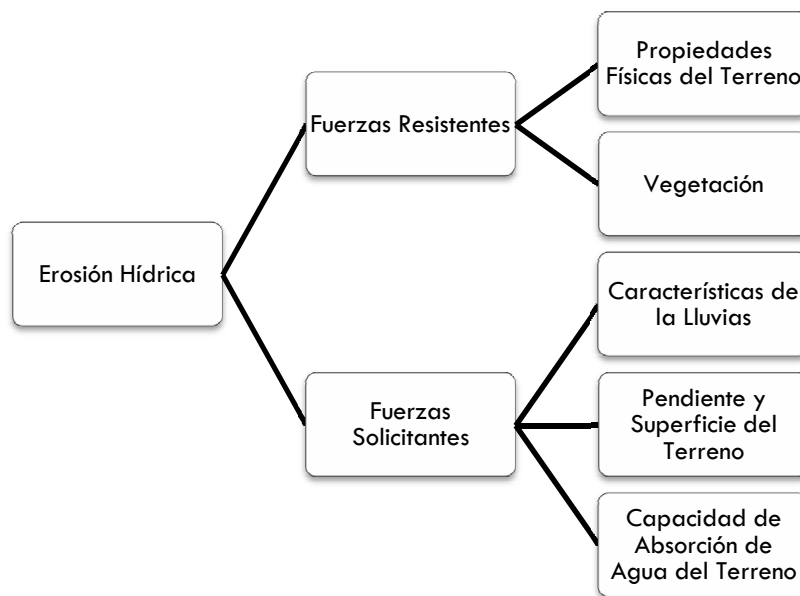 Erosión Hídrica
Fuerzas Resistentes
Propiedades
Físicas del Terreno
Vegetación
Fuerzas
Solicitantes
Características de
la Lluvias
Pendiente y
Superficie del
Terreno
Capacidad de
Absorción de
Agua del Terreno